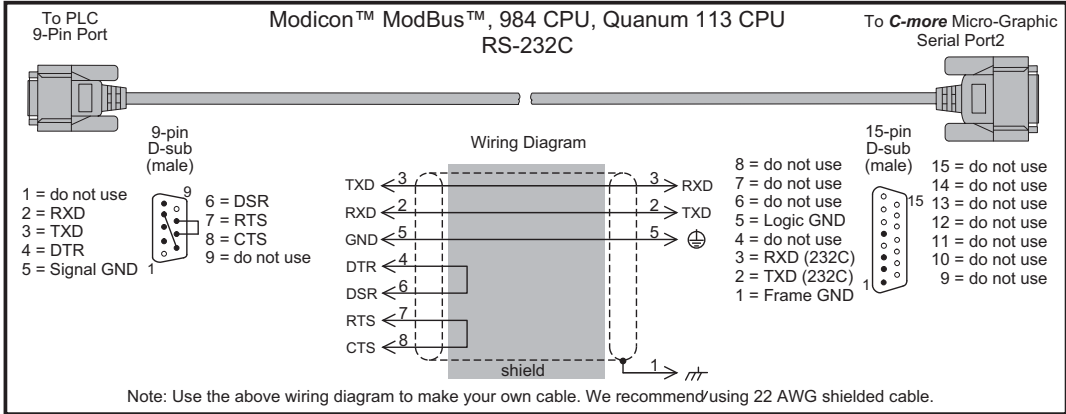 To PLC
9-Pin Port
Modicon™ ModBus™, 984 CPU, Quanum 113 CPU
RS-232C
To C-more Micro-Graphic
Serial Port2
9-pin
D-sub
(male)
1 = do not use
2 = RXD
3 = TXD
4 = DTR
5 = Signal GND
9
1
6 = DSR
7 = RTS
8 = CTS
9 = do not use
Wiring Diagram
TXD 3 3 RXD
RXD 2 2 TXD
GND 5 5
DTR 4
DSR 6
RTS 7
CTS 8
shield
1
15-pin
D-sub
(male)
8 = do not use
7 = do not use
6 = do not use
5 = Logic GND
4 = do not use
3 = RXD (232C)
2 = TXD (232C)
1 = Frame GND
15
1
15 = do not use
14 = do not use
13 = do not use
12 = do not use
11 = do not use
10 = do not use
9 = do not use
Note: Use the above wiring diagram to make your own cable. We recommend using 22 AWG shielded cable.